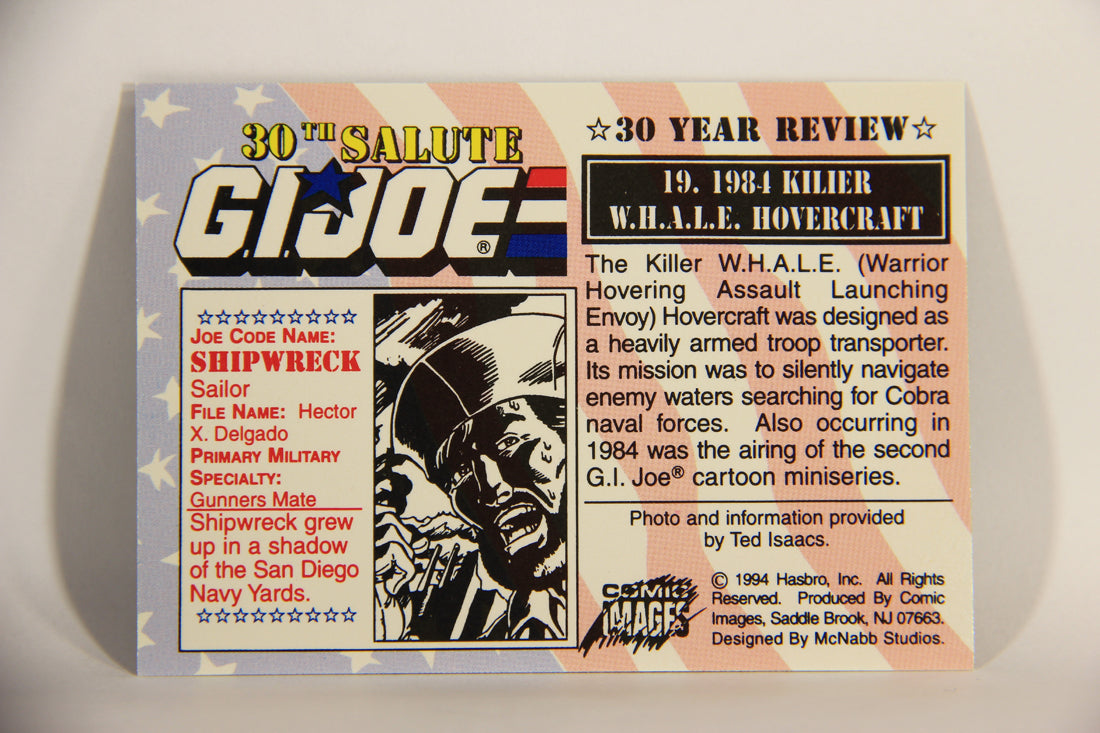 30TH SALUTE
G.I.JOE®
☆☆☆☆☆☆☆☆☆
JOE CODE NAME:
SHIPWRECK
Sailor
FILE NAME: Hector
X. Delgado
PRIMARY MILITARY
SPECIALTY:
Gunners Mate
Shipwreck grew
up in a shadow
of the San Diego
Navy Yards.
☆☆☆☆☆☆☆☆☆
☆30 YEAR REVIEW☆
19. 1984 KILIER
W.H.A.L.E. HOVERCRAFT
The Killer W.H.A.L.E. (Warrior
Hovering Assault Launching
Envoy) Hovercraft was designed as
a heavily armed troop transporter.
Its mission was to silently navigate
enemy waters searching for Cobra
naval forces. Also occurring in
1984 was the airing of the second
G.I. Joe® cartoon miniseries.
Photo and information provided
by Ted Isaacs.
COMIC
IMAGES
© 1994 Hasbro, Inc. All Rights
Reserved. Produced By Comic
Images, Saddle Brook, NJ 07663.
Designed By McNabb Studios.